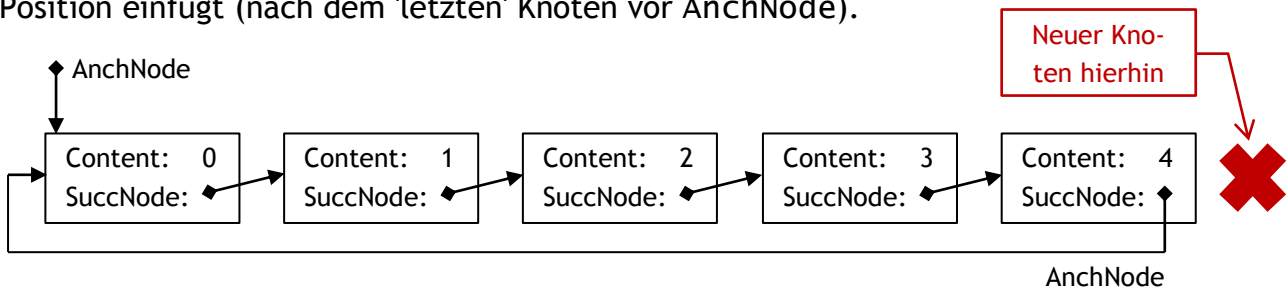 Position einfügt (nach dem 'letzten' Knoten vor AnchNode).
Neuer Kno-
ten hierhin
AnchNode
Content: 0
SuccNode:
Content: 1
SuccNode:
Content: 2
SuccNode:
Content: 3
SuccNode:
Content: 4
SuccNode:
AnchNode